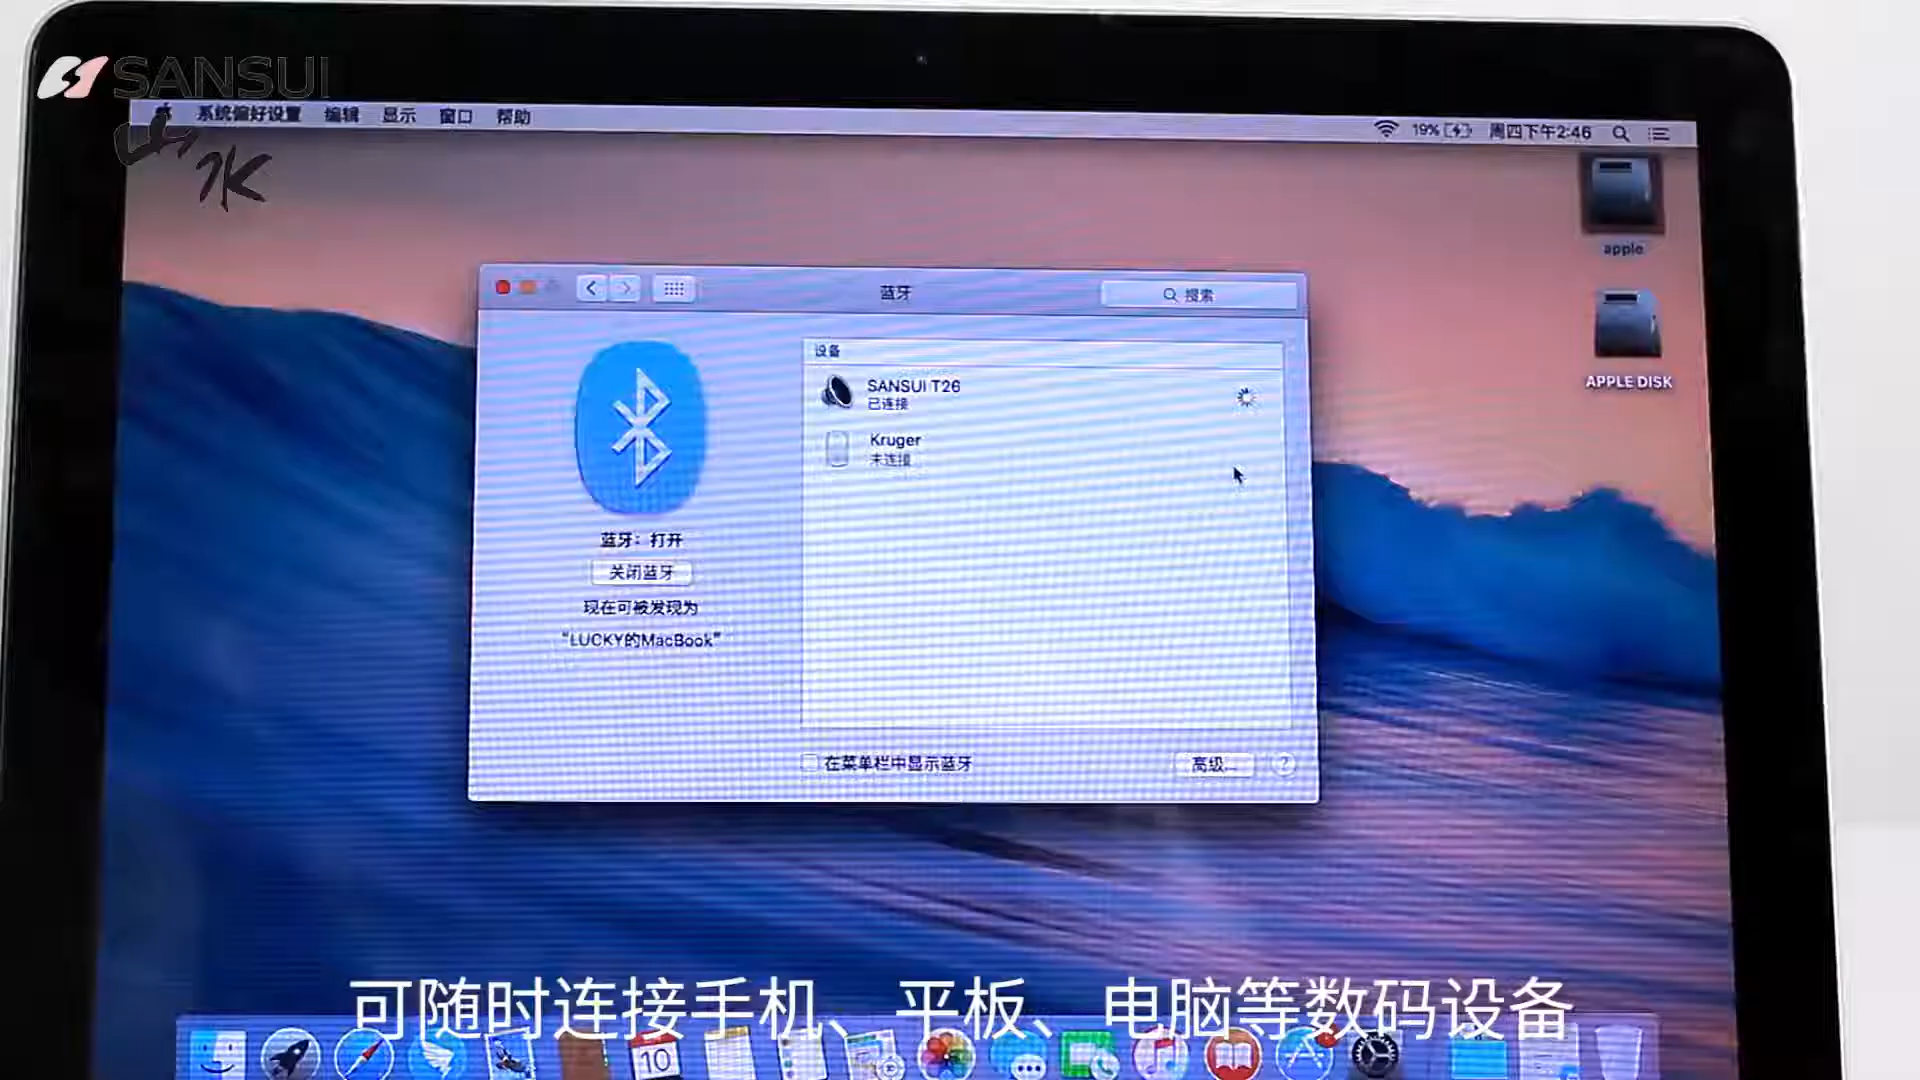 SANSUI
山水
系统偏好设置 编辑 显示 窗口 帮助
19% 周四下午2:46
apple
APPLE DISK
蓝牙
搜索
设备
SANSUI T26
已连接
Kruger
未连接
蓝牙：打开
关闭蓝牙
现在可被发现为
“LUCKY的MacBook”
在菜单栏中显示蓝牙
高级...
?
可随时连接手机、平板、电脑等数码设备
10